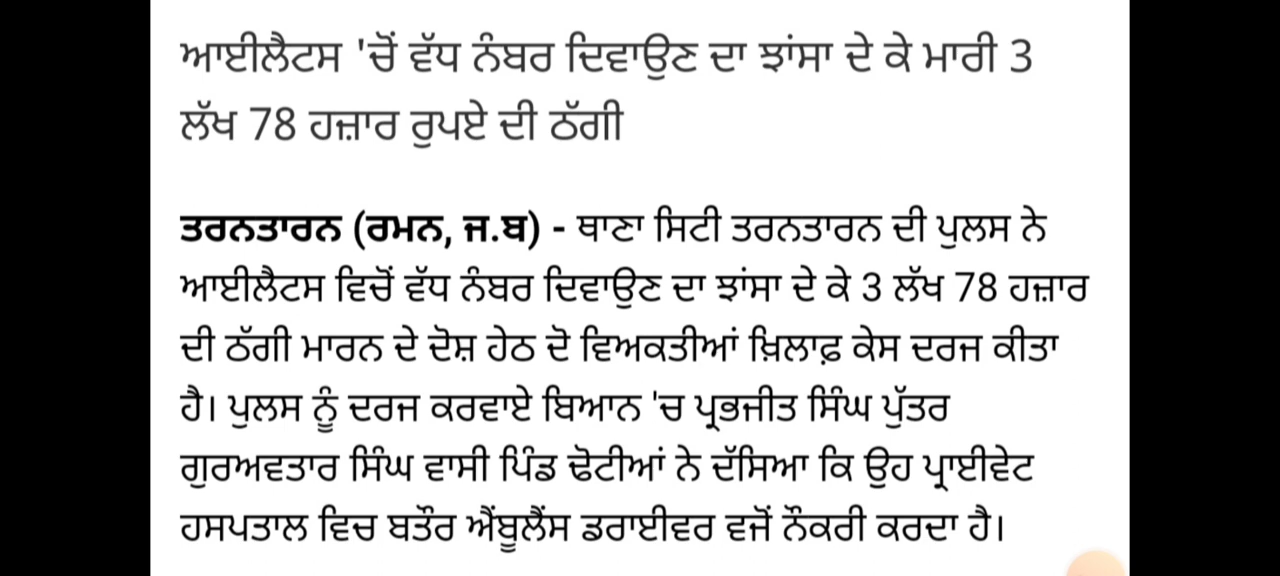 ਆਈਲੈਟਸ 'ਚੋਂ ਵੱਧ ਨੰਬਰ ਦਿਵਾਉਣ ਦਾ ਝਾਂਸਾ ਦੇ ਕੇ ਮਾਰੀ 3
ਲੱਖ 78 ਹਜ਼ਾਰ ਰੁਪਏ ਦੀ ਠੱਗੀ
ਤਰਨਤਾਰਨ (ਰਮਨ, ਜ.ਬ) - ਥਾਣਾ ਸਿਟੀ ਤਰਨਤਾਰਨ ਦੀ ਪੁਲਸ ਨੇ
ਆਈਲੈਟਸ ਵਿਚੋਂ ਵੱਧ ਨੰਬਰ ਦਿਵਾਉਣ ਦਾ ਝਾਂਸਾ ਦੇ ਕੇ 3 ਲੱਖ 78 ਹਜ਼ਾਰ
ਦੀ ਠੱਗੀ ਮਾਰਨ ਦੇ ਦੋਸ਼ ਹੇਠ ਦੋ ਵਿਅਕਤੀਆਂ ਖ਼ਿਲਾਫ਼ ਕੇਸ ਦਰਜ ਕੀਤਾ
ਹੈ। ਪੁਲਸ ਨੂੰ ਦਰਜ ਕਰਵਾਏ ਬਿਆਨ 'ਚ ਪ੍ਰਭਜੀਤ ਸਿੰਘ ਪੁੱਤਰ
ਗੁਰਅਵਤਾਰ ਸਿੰਘ ਵਾਸੀ ਪਿੰਡ ਢੋਟੀਆਂ ਨੇ ਦੱਸਿਆ ਕਿ ਉਹ ਪ੍ਰਾਈਵੇਟ
ਹਸਪਤਾਲ ਵਿਚ ਬਤੌਰ ਐਂਬੂਲੈਂਸ ਡਰਾਈਵਰ ਵਜੋਂ ਨੌਕਰੀ ਕਰਦਾ ਹੈ।